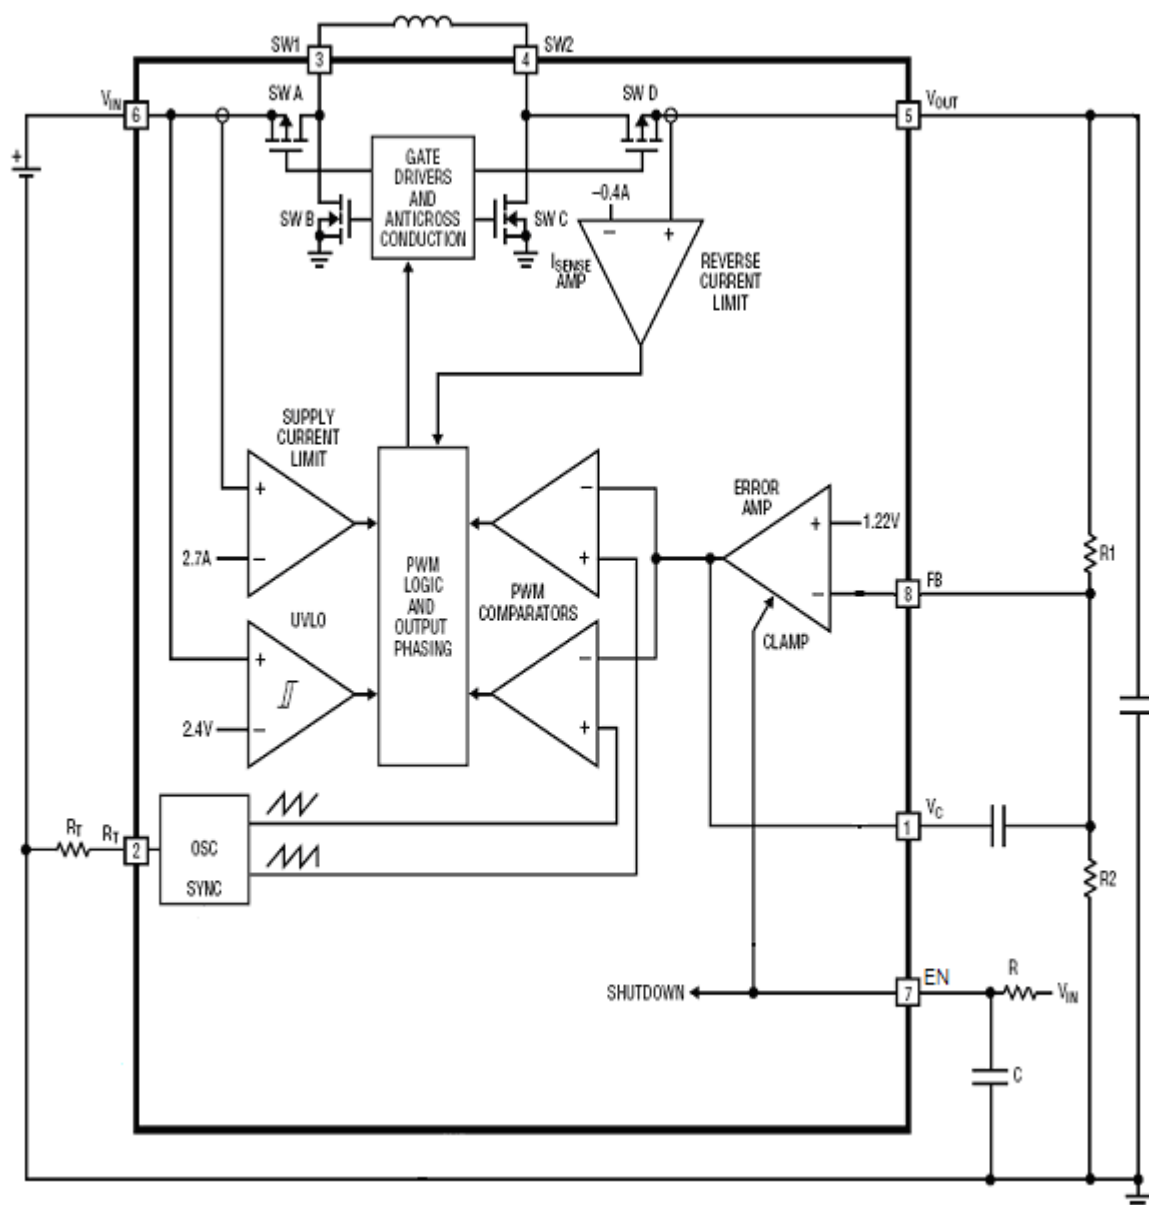 SW1
3
4
SW2
VIN
6
SW A
SW D
5
VOUT
+
GATE
DRIVERS
AND
ANTICROSS
CONDUCTION
–0.4A
SW B
SW C
– +
ISENSE
AMP
REVERSE
CURRENT
LIMIT
SUPPLY
CURRENT
LIMIT
+
2.7A
–
–
+
ERROR
AMP
+
1.22V
–
R1
PWM
LOGIC
AND
OUTPUT
PHASING
PWM
COMPARATORS
8
FB
CLAMP
UVLO
+
2.4V
–
–
+
RT
RT
2
OSC
SYNC
1
VC
R2
SHUTDOWN
7
EN
R
VIN
C